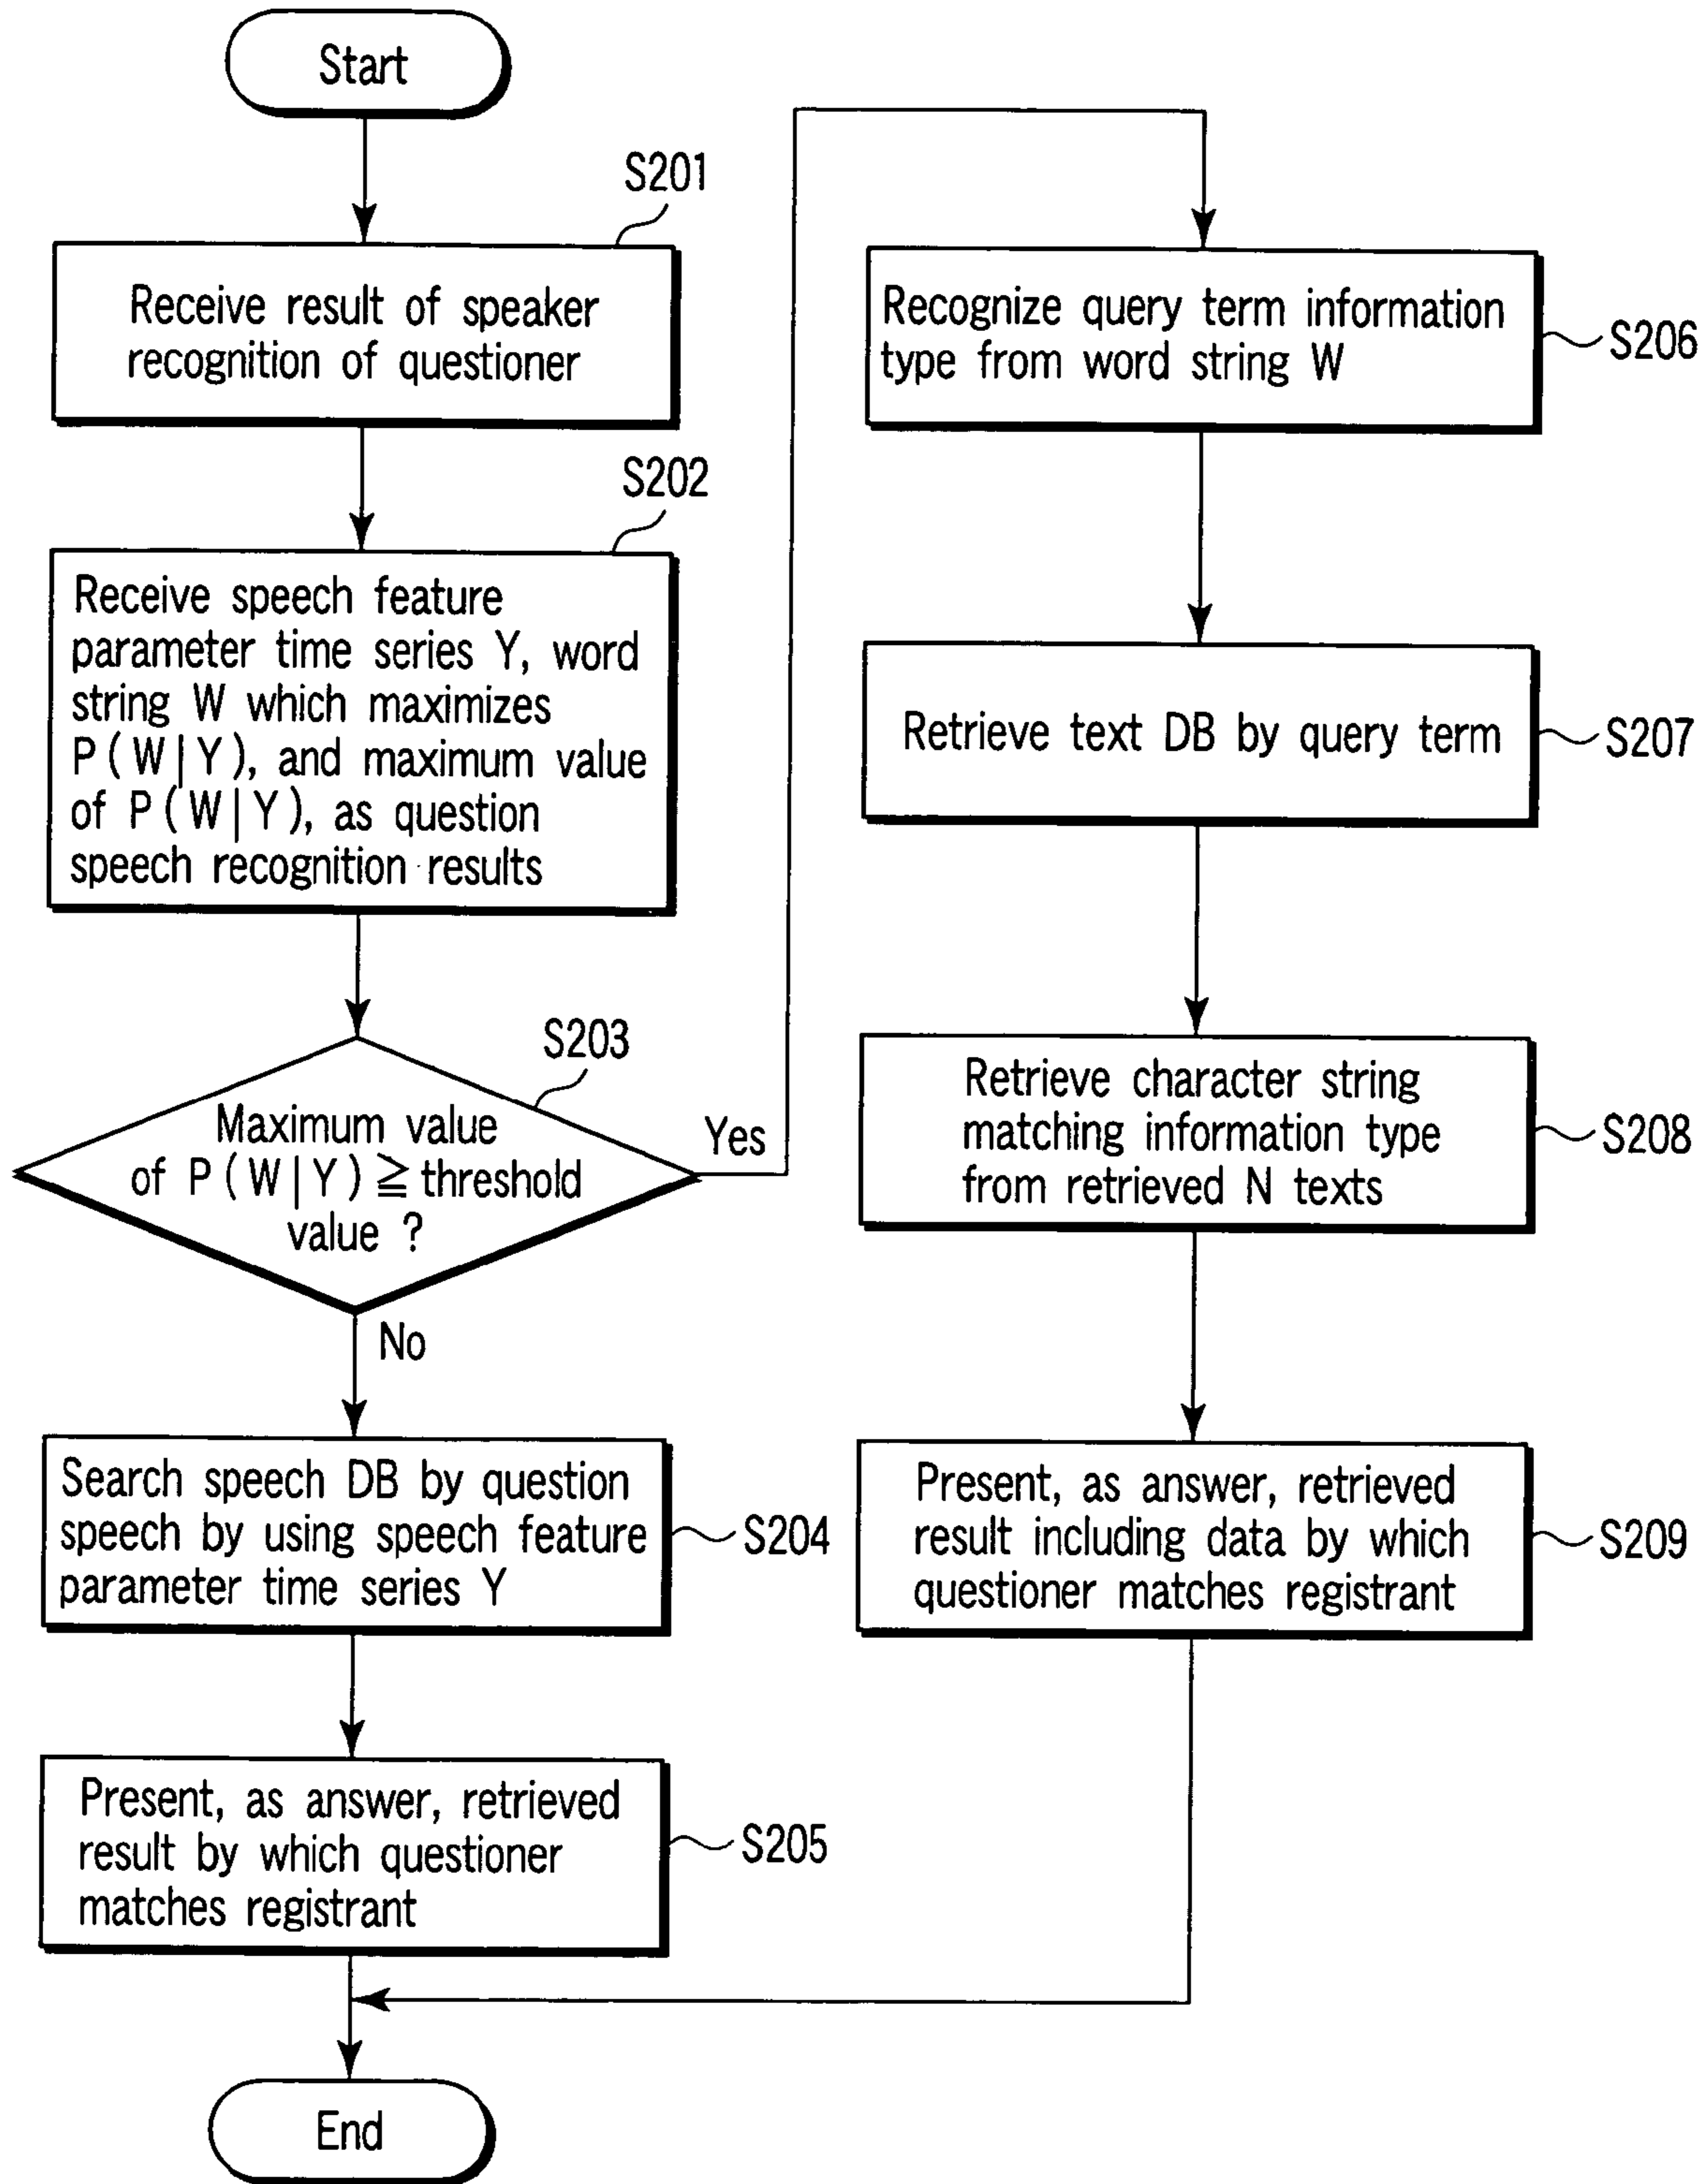 Start
S201
Receive result of speaker
recognition of questioner
S202
Receive speech feature
parameter time series Y, word
string W which maximizes
P(W|Y), and maximum value
of P(W|Y), as question
speech recognition results
S203
Maximum value
of P(W|Y) ≧ threshold
value ?
Yes
No
Search speech DB by question
speech by using speech feature
parameter time series Y
S204
Present, as answer, retrieved
result by which questioner
matches registrant
S205
Recognize query term information
type from word string W
S206
Retrieve text DB by query term
S207
Retrieve character string
matching information type
from retrieved N texts
S208
Present, as answer, retrieved
result including data by which
questioner matches registrant
S209
End